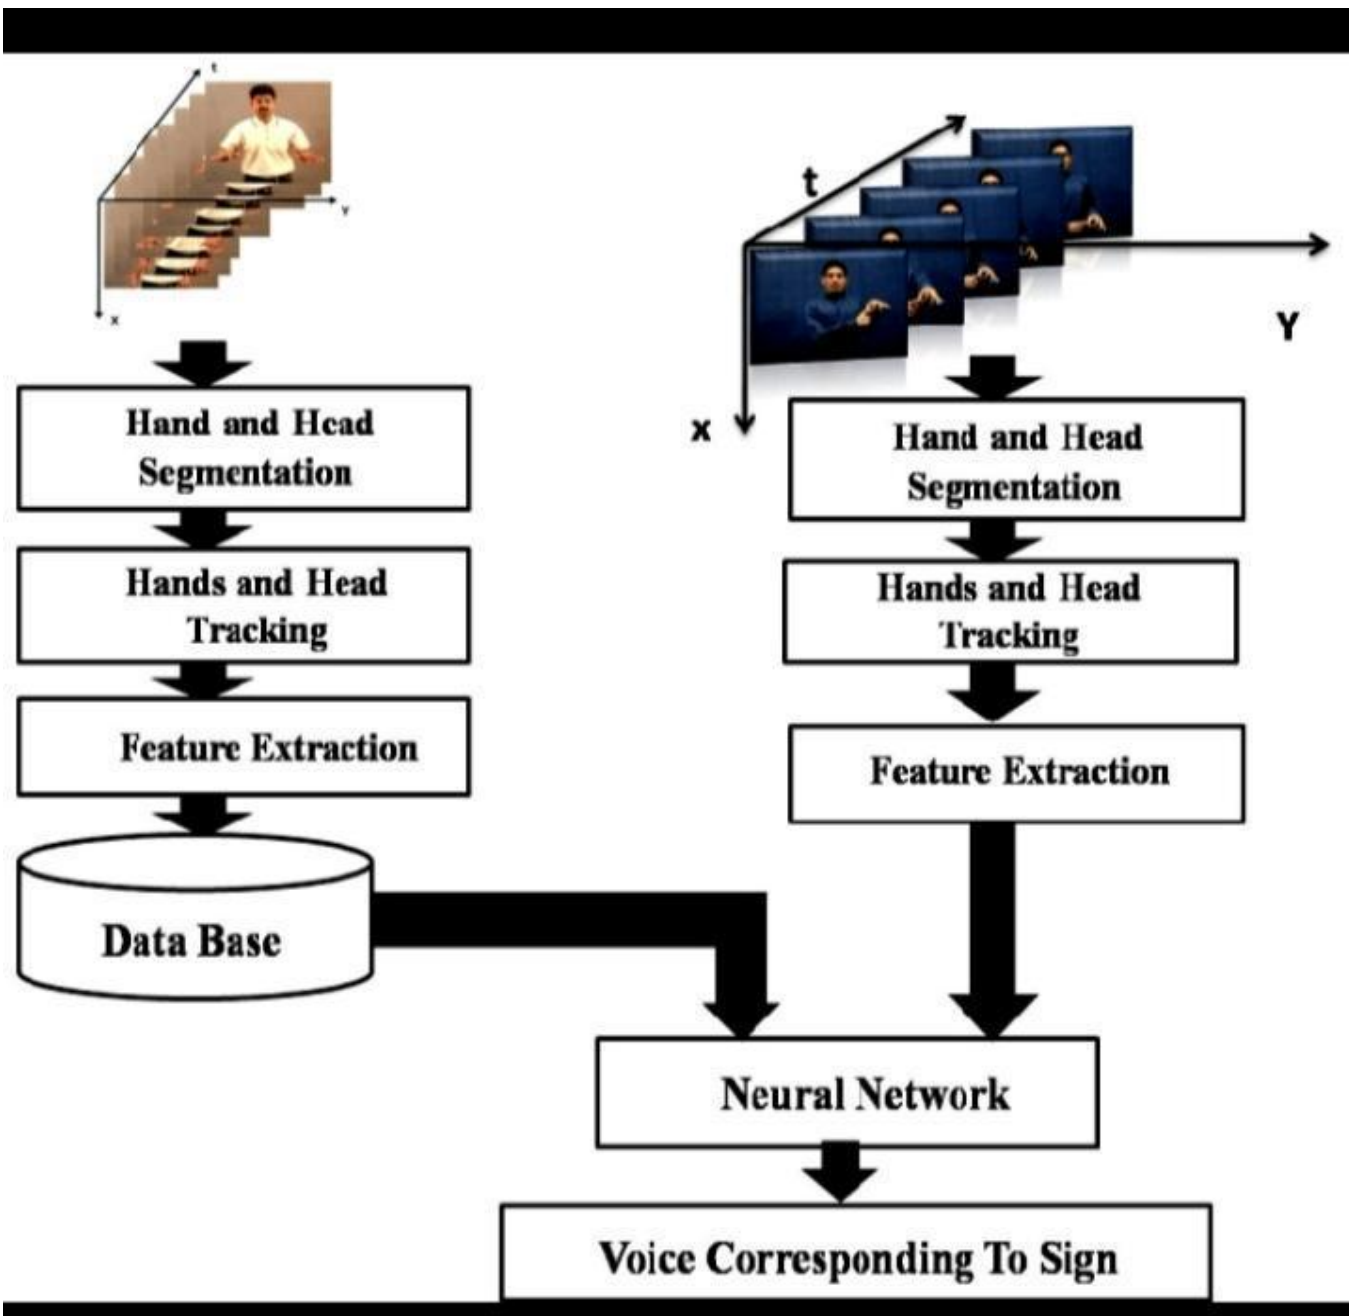 t
Y
x
t
Y
x
Hand and Head
Segmentation
Hands and Head
Tracking
Feature Extraction
Data Base
Hand and Head
Segmentation
Hands and Head
Tracking
Feature Extraction
Neural Network
Voice Corresponding To Sign